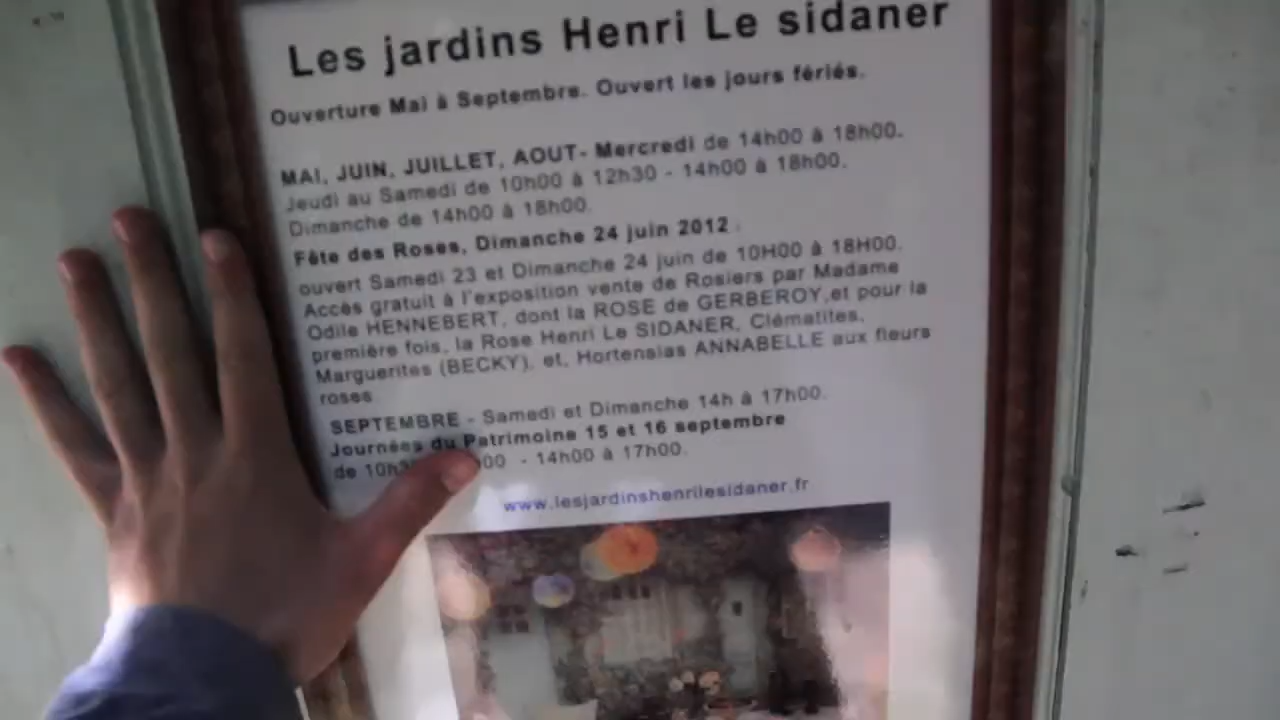 Les jardins Henri Le sidaner
Ouverture Mai à Septembre. Ouvert les jours fériés.
MAI, JUIN, JUILLET, AOUT- Mercredi de 14h00 à 18h00.
Jeudi au Samedi de 10h00 à 12h30 - 14h00 à 18h00.
Dimanche de 14h00 à 18h00.
Fête des Roses, Dimanche 24 juin 2012 .
ouvert Samedi 23 et Dimanche 24 juin de 10H00 à 18H00.
Accès gratuit à l'exposition vente de Rosiers par Madame
Odile HENNEBERT, dont la ROSE de GERBEROY,et pour la
première fois, la Rose Henri Le SIDANER, Clématites,
Marguerites (BECKY), et, Hortensias ANNABELLE aux fleurs
roses.
SEPTEMBRE - Samedi et Dimanche 14h à 17h00.
Journées du Patrimoine 15 et 16 septembre
de - 14h00 à 17h00.
www.lesjardinshenrilesidaner.fr